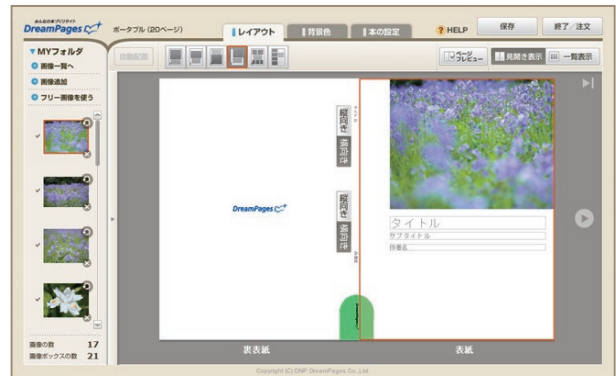 みんなの本づくりサイト
DreamPages
ポータブル（20ページ）
レイアウト
背景色
本の設定
? HELP
保存
終了／注文
▼MYフォルダ
画像一覧へ
画像追加
フリー画像を使う
自動配置
ページプレビュー
見開き表示
一覧表示
縦向き
横向き
縦向き
横向き
DreamPages
DreamPages
タイトル
サブタイトル
作者名
裏表紙
表紙
画像の数 17
画像ボックスの数 21
Copyright (C) DNP DreamPages Co.,Ltd.